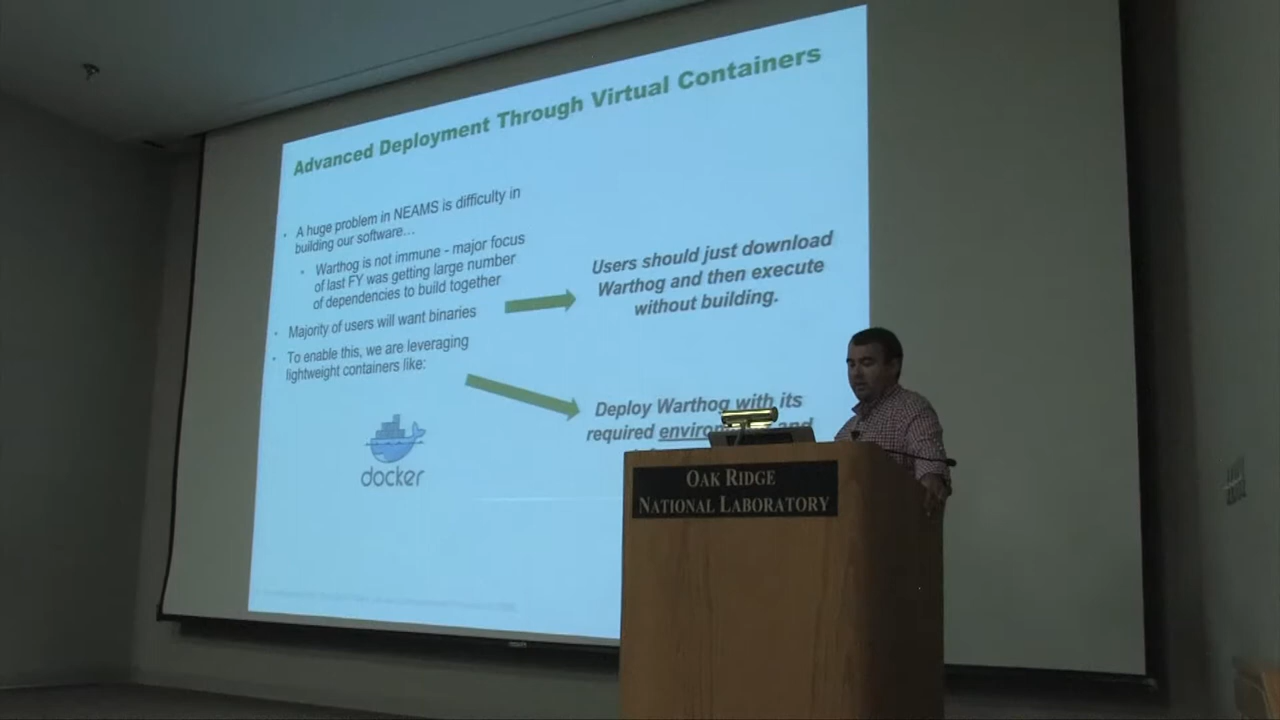 Advanced Deployment Through Virtual Containers
A huge problem in NEAMS is difficulty in
building our software…
Warthog is not immune - major focus
of last FY was getting large number
of dependencies to build together
Majority of users will want binaries
To enable this, we are leveraging
lightweight containers like:
docker
Users should just download
Warthog and then execute
without building.
Deploy Warthog with its
required
and
OAK RIDGE
NATIONAL LABORATORY